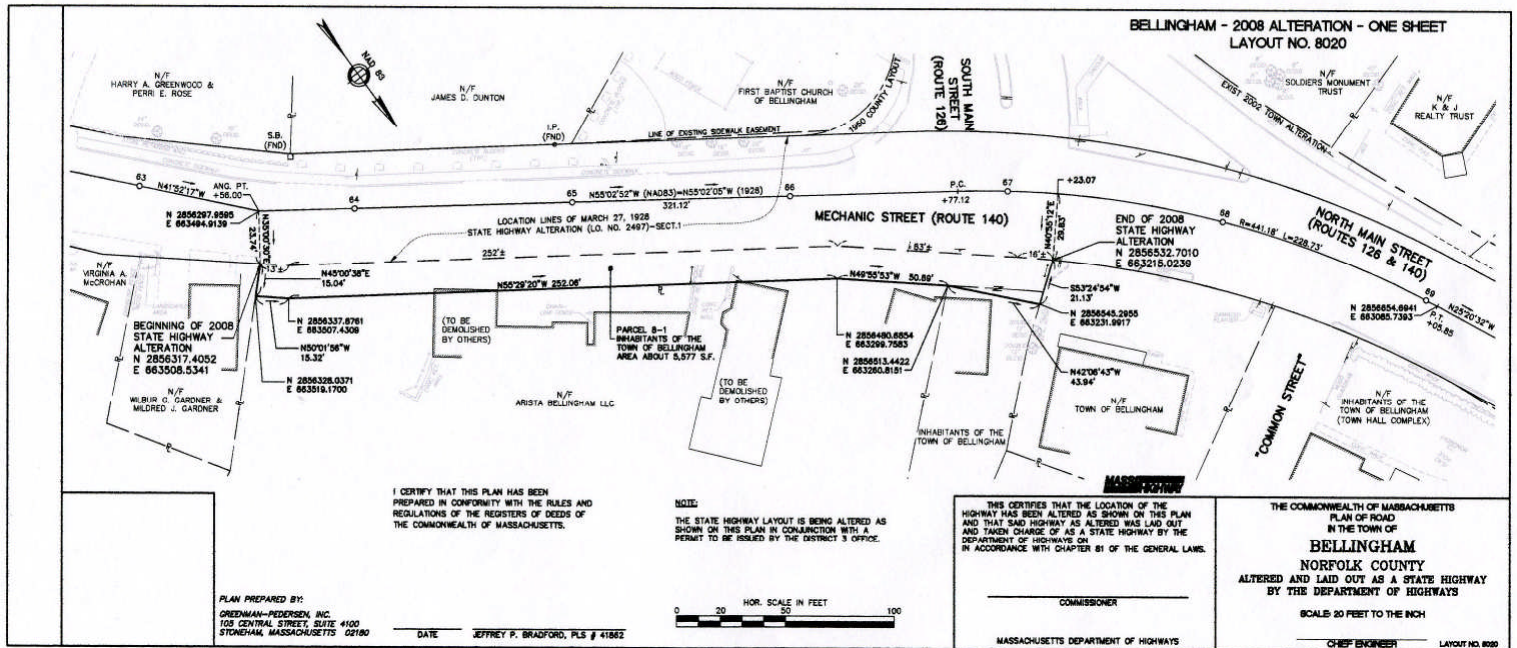 BELLINGHAM - 2008 ALTERATION - ONE SHEET
LAYOUT NO. 8020
NAD 83
N/F
HARRY A. GREENWOOD &
PERRI E. ROSE
N/F
JAMES D. DUNTON
N/F
FIRST BAPTIST CHURCH
OF BELLINGHAM
1960 COUNTY LAYOUT
SOUTH MAIN
STREET
(ROUTE 126)
N/F
SOLDIERS MONUMENT
TRUST
EXIST 2002 TOWN ALTERATION
N/F
K & J
REALTY TRUST
S.B.
(FND)
I.P.
(FND)
LINE OF EXISTING SIDEWALK EASEMENT
63
N41°52'17"W
ANG. PT.
+56.00
64
65
N55°02'52"W (NAD83)=N55°02'05"W (1928)
321.12'
66
P.C.
+77.12
67
+23.07
68
R=441.18' L=228.73'
69
N25°20'32"W
P.T.
+05.85
N 2856297.9595
E 663494.9139
N35°00'30"E
23.74'
LOCATION LINES OF MARCH 27, 1928
STATE HIGHWAY ALTERATION (LO. NO. 2497)-SECT.1
MECHANIC STREET (ROUTE 140)
N40°55'12"E
29.83'
END OF 2008
STATE HIGHWAY
ALTERATION
N 2856532.7010
E 663215.0239
NORTH MAIN STREET
(ROUTES 126 & 140)
N 2856654.6941
E 663085.7393
N/F
VIRGINIA A.
McCROHAN
13'±
252'±
83'±
16'±
N45°00'38"E
15.04'
N55°29'20"W 252.06'
N49°55'53"W 50.89'
S53°24'54"W
21.13'
BEGINNING OF 2008
STATE HIGHWAY
ALTERATION
N 2856317.4052
E 663508.5341
N 2856337.8761
E 663507.4309
N50°01'56"W
15.32'
N 2856328.0371
E 663519.1700
(TO BE
DEMOLISHED
BY OTHERS)
PARCEL 8-1
INHABITANTS OF THE
TOWN OF BELLINGHAM
AREA ABOUT 5,577 S.F.
(TO BE
DEMOLISHED
BY OTHERS)
N 2856480.6854
E 663299.7583
N 2856513.4422
E 663260.8151
N 2856545.2955
E 663231.9917
N42°06'43"W
43.94'
N/F
WILBUR C. GARDNER &
MILDRED J. GARDNER
N/F
ARISTA BELLINGHAM LLC
INHABITANTS OF THE
TOWN OF BELLINGHAM
N/F
TOWN OF BELLINGHAM
"COMMON STREET"
N/F
INHABITANTS OF THE
TOWN OF BELLINGHAM
(TOWN HALL COMPLEX)
I CERTIFY THAT THIS PLAN HAS BEEN
PREPARED IN CONFORMITY WITH THE RULES AND
REGULATIONS OF THE REGISTERS OF DEEDS OF
THE COMMONWEALTH OF MASSACHUSETTS.
NOTE:
THE STATE HIGHWAY LAYOUT IS BEING ALTERED AS
SHOWN ON THIS PLAN IN CONJUNCTION WITH A
PERMIT TO BE ISSUED BY THE DISTRICT 3 OFFICE.
PLAN PREPARED BY:
GREENMAN-PEDERSEN, INC.
105 CENTRAL STREET, SUITE 4100
STONEHAM, MASSACHUSETTS 02180
DATE JEFFREY P. BRADFORD, PLS # 41862
HOR. SCALE IN FEET
0 20 50 100
THIS CERTIFIES THAT THE LOCATION OF THE
HIGHWAY HAS BEEN ALTERED AS SHOWN ON THIS PLAN
AND THAT SAID HIGHWAY AS ALTERED WAS LAID OUT
AND TAKEN CHARGE OF AS A STATE HIGHWAY BY THE
DEPARTMENT OF HIGHWAYS ON
IN ACCORDANCE WITH CHAPTER 81 OF THE GENERAL LAWS.
COMMISSIONER
MASSACHUSETTS DEPARTMENT OF HIGHWAYS
THE COMMONWEALTH OF MASSACHUSETTS
PLAN OF ROAD
IN THE TOWN OF
BELLINGHAM
NORFOLK COUNTY
ALTERED AND LAID OUT AS A STATE HIGHWAY
BY THE DEPARTMENT OF HIGHWAYS
SCALE: 20 FEET TO THE INCH
CHIEF ENGINEER LAYOUT NO. 8020